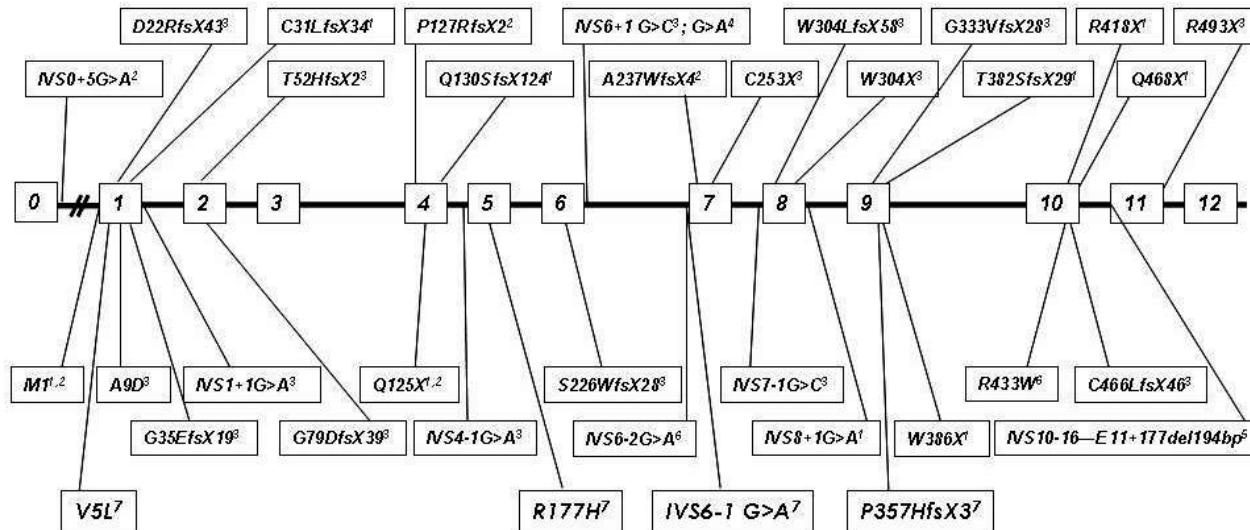 D22RfsX43³ C31LfsX34¹ P127RfsX2² IVS6+1 G>C³; G>A⁴ W304LfsX58³ G333VfsX28³ R418X¹ R493X³
IVS0+5G>A² T52HfsX2³ Q130SfsX124¹ A237WfsX4² C253X³ W304X³ T382SfsX29¹ Q468X¹
0 1 2 3 4 5 6 7 8 9 10 11 12
iM1¹,² A9D³ IVS1+1G>A³ Q125X¹,² S226WfsX28³ IVS7-1G>C³ R433W⁶ C466LfsX46³
G35EfsX19³ G79DfsX39³ IVS4-1G>A³ IVS6-2G>A⁶ IVS8+1G>A¹ W386X¹ IVS10-16—E11+177del194bp⁵
V5L⁷ R177H⁷ IVS6-1 G>A⁷ P357HfsX3⁷